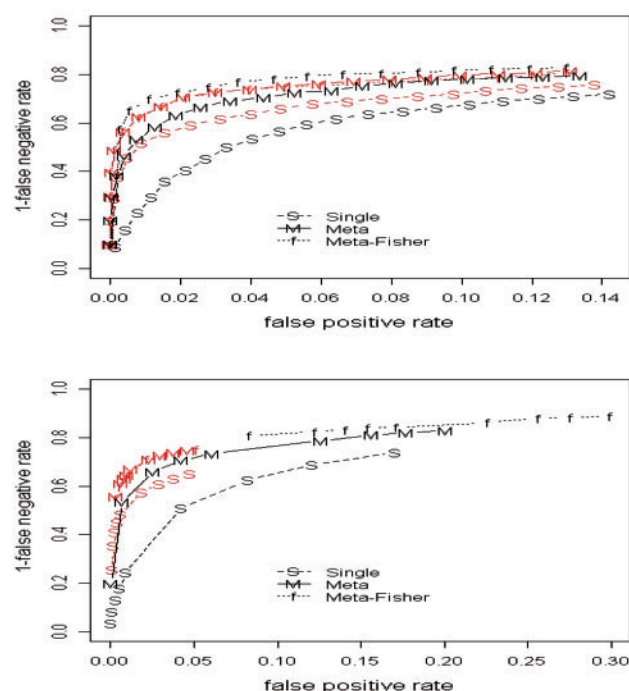 1-false negative rate
1.0
0.8
0.6
0.4
0.2
0.0
S Single
M Meta
f Meta-Fisher
0.00 0.02 0.04 0.06 0.08 0.10 0.12 0.14
false positive rate
1-false negative rate
1.0
0.8
0.6
0.4
0.2
0.0
S Single
M Meta
f Meta-Fisher
0.00 0.05 0.10 0.15 0.20 0.25 0.30
false positive rate